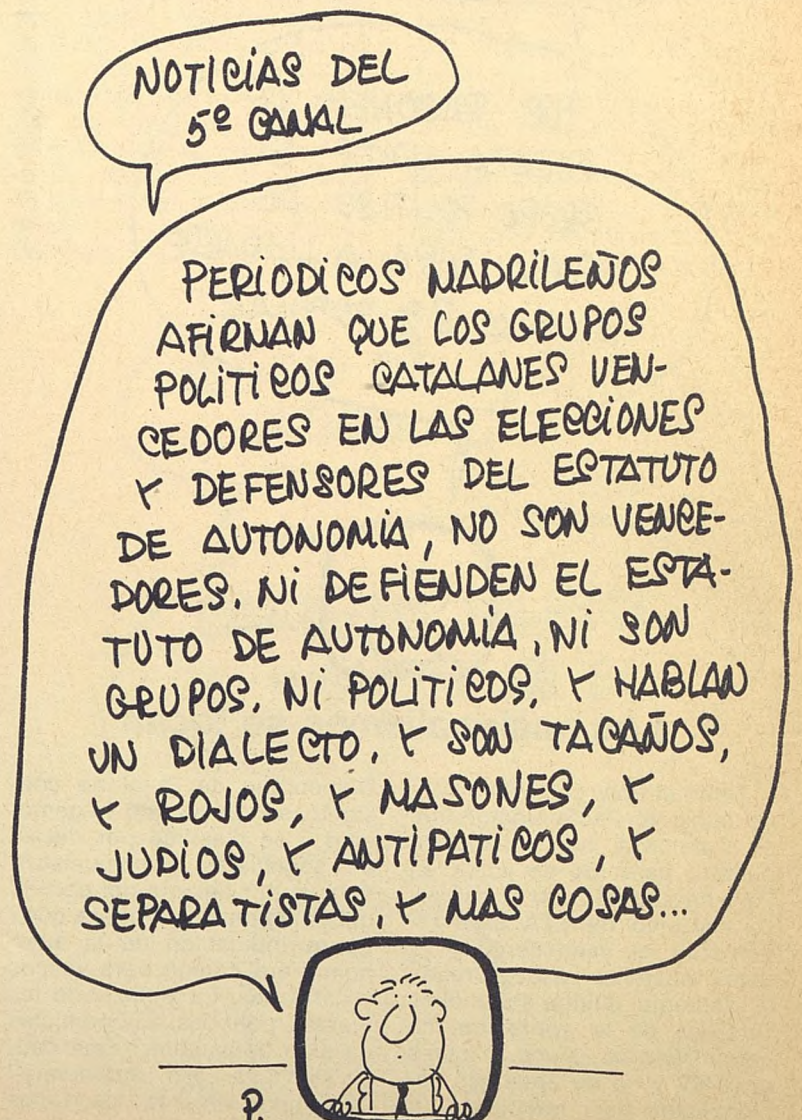 NOTICIAS DEL
5º CANAL
PERIODICOS MADRILEÑOS
AFIRMAN QUE LOS GRUPOS
POLITICOS CATALANES VEN-
CEDORES EN LAS ELECCIONES
Y DEFENSORES DEL ESTATUTO
DE AUTONOMIA, NO SON VENCE-
DORES. NI DEFIENDEN EL ESTA-
TUTO DE AUTONOMIA, NI SON
GRUPOS. NI POLITICOS. Y HABLAN
UN DIALECTO. Y SON TACAÑOS,
Y ROJOS, Y MASONES, Y
JUDIOS, Y ANTIPATICOS, Y
SEPARATISTAS, Y MAS COSAS...
P.